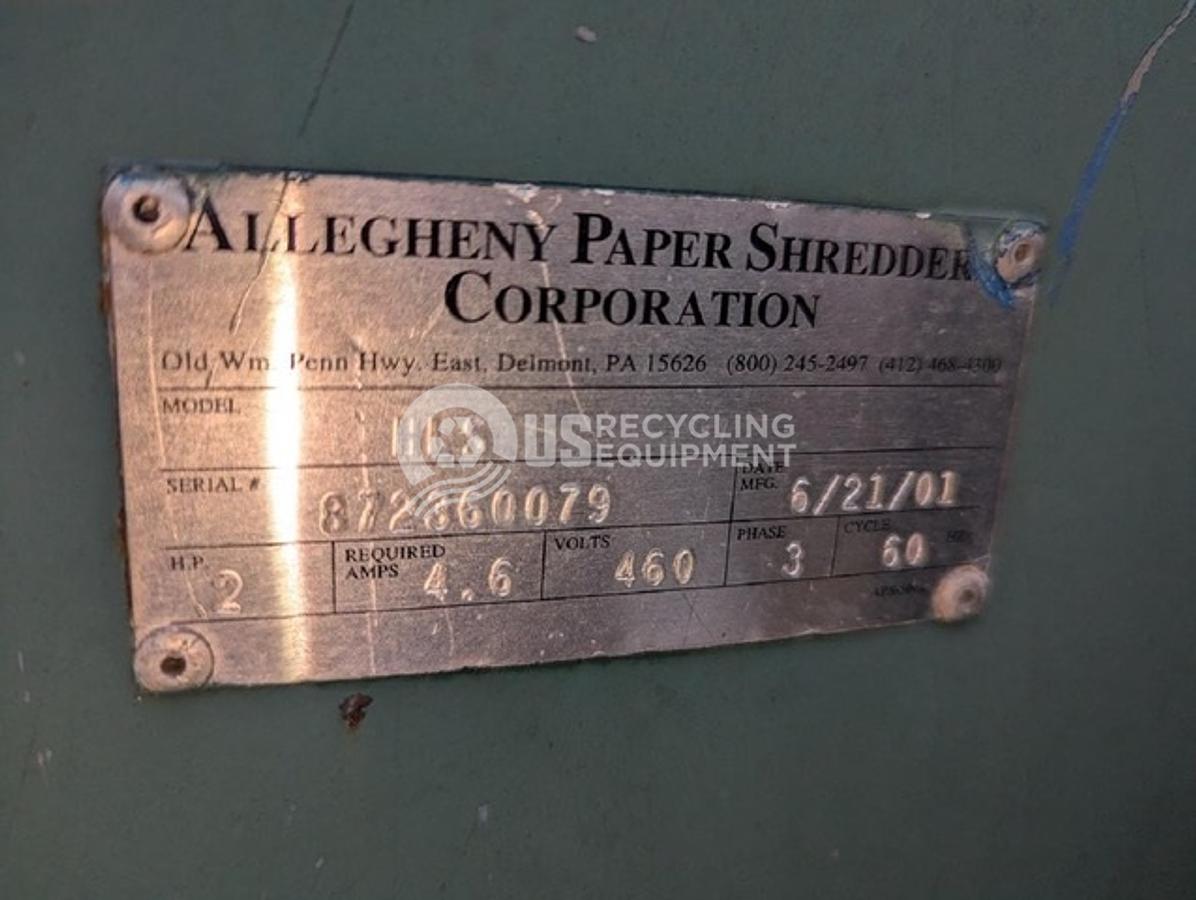 ALLEGHENY PAPER SHREDDER
CORPORATION
Old Wm. Penn Hwy. East, Delmont, PA 15626 (800) 245-2497 (412) 468-4300
MODEL
US RECYCLING
EQUIPMENT
SERIAL #
DATE
MFG. 6/21/01
H.P. 2
REQUIRED
AMPS 4.6
VOLTS 460
PHASE 3
CYCLE 60